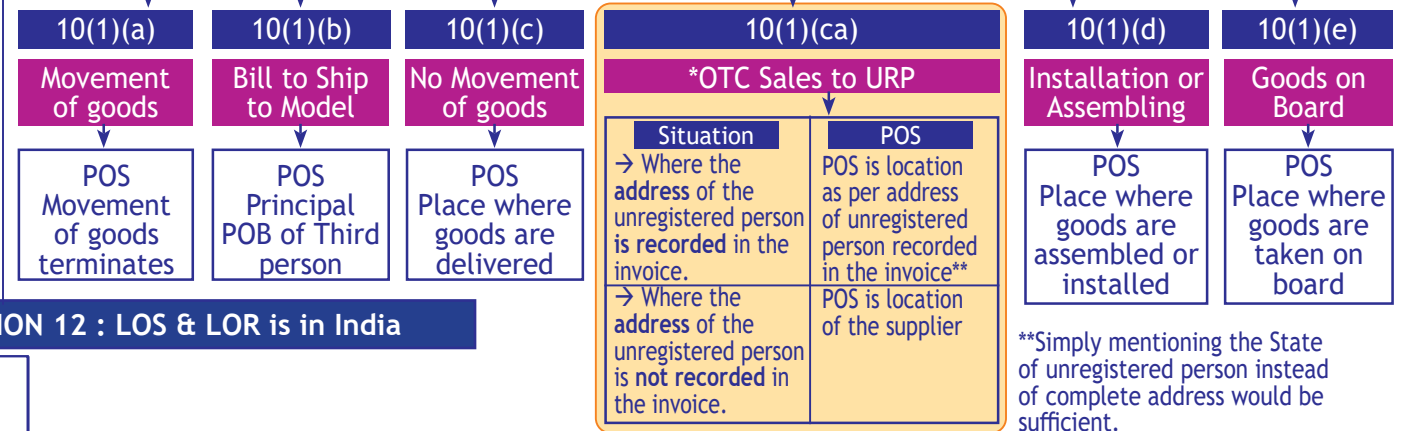 10(1)(a)
Movement
of goods
POS
Movement
of goods
terminates
10(1)(b)
Bill to Ship
to Model
POS
Principal
POB of Third
person
10(1)(c)
No Movement
of goods
POS
Place where
goods are
delivered
10(1)(ca)
*OTC Sales to URP
Situation
→ Where the
address of the
unregistered person
is recorded in the
invoice.
POS
POS is location
as per address
of unregistered
person recorded
in the invoice**
→ Where the
address of the
unregistered person
is not recorded in
the invoice.
POS is location
of the supplier
10(1)(d)
Installation or
Assembling
POS
Place where
goods are
assembled or
installed
10(1)(e)
Goods on
Board
POS
Place where
goods are
taken on
board
**Simply mentioning the State
of unregistered person instead
of complete address would be
sufficient.
ION 12 : LOS & LOR is in India